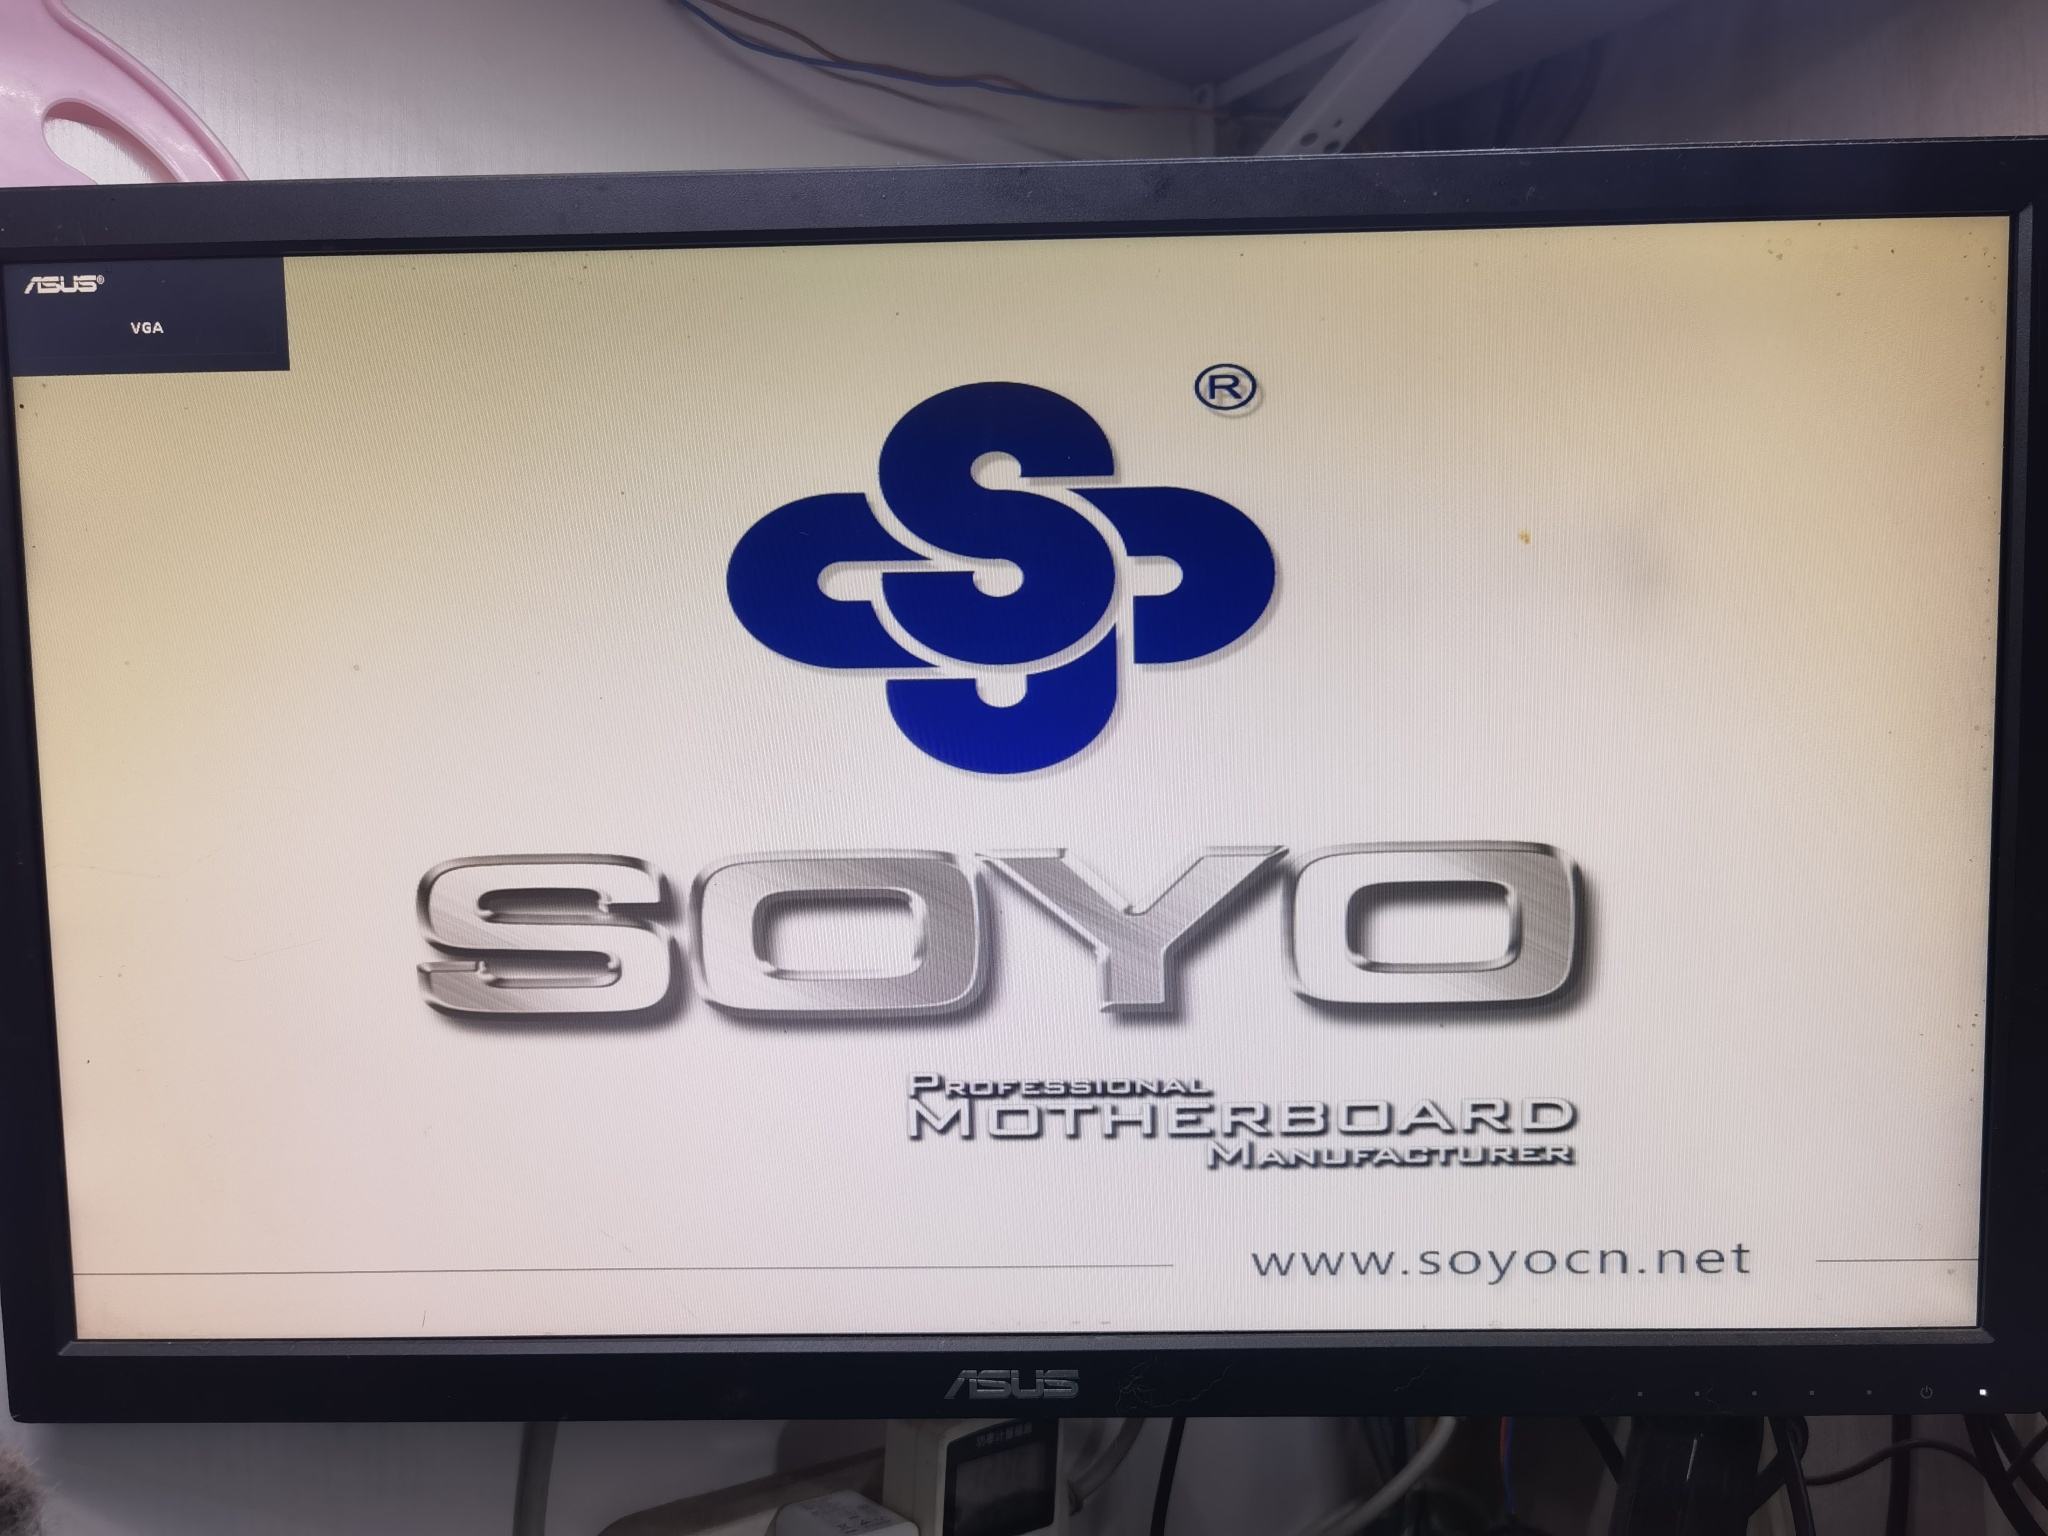 ASUS®
VGA
®
SOYO
PROFESSIONAL
MOTHERBOARD
MANUFACTURER
www.soyocn.net
ASUS